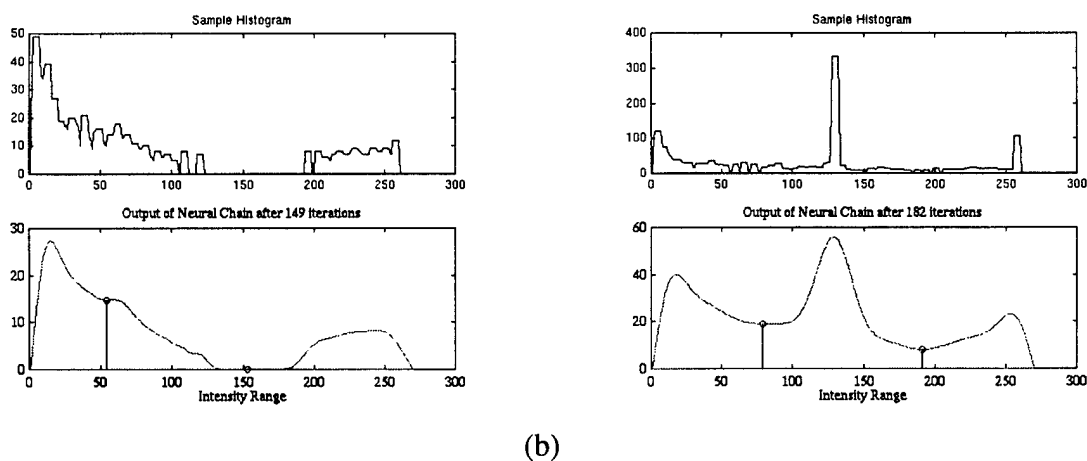 Sample Histogram
50
40
30
20
10
0
0 50 100 150 200 250 300
Output of Neural Chain after 149 iterations
30
20
10
0
0 50 100 150 200 250 300
Intensity Range
Sample Histogram
400
300
200
100
0
0 50 100 150 200 250 300
Output of Neural Chain after 182 iterations
60
40
20
0
0 50 100 150 200 250 300
Intensity Range
(b)